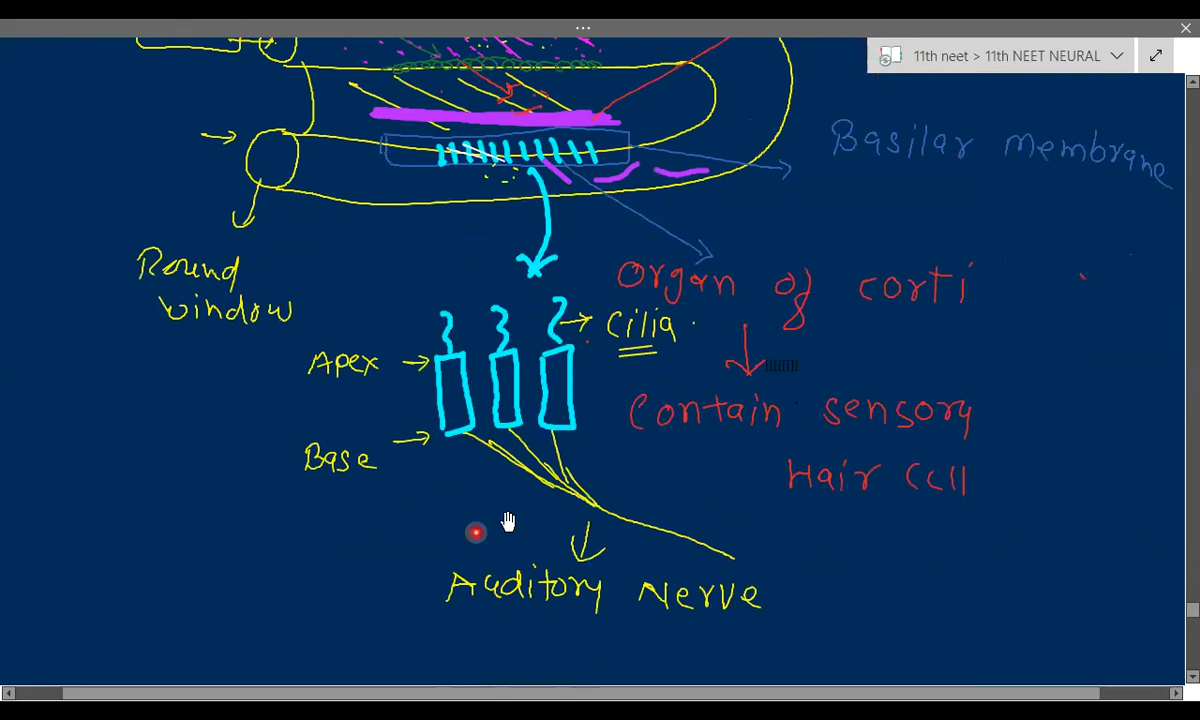 11th neet > 11th NEET NEURAL
Basilar membrane
Round
window
Organ of corti
Cilia
Apex
Contain sensory
Hair cell
Base
Auditory Nerve